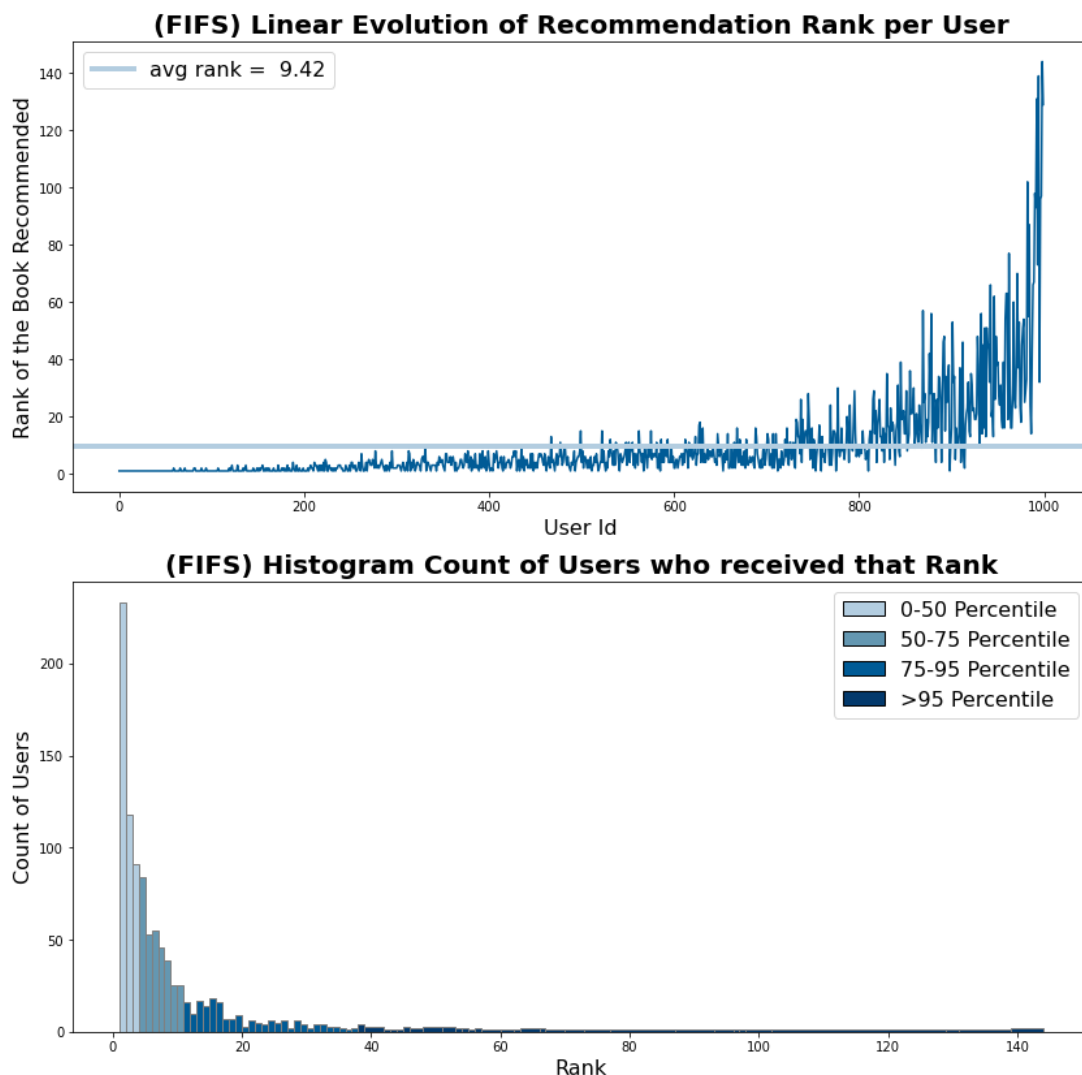 (FIFS) Linear Evolution of Recommendation Rank per User
avg rank =  9.42
Rank of the Book Recommended
140
120
100
80
60
40
20
0
0 200 400 600 800 1000
User Id
(FIFS) Histogram Count of Users who received that Rank
0-50 Percentile
50-75 Percentile
75-95 Percentile
>95 Percentile
Count of Users
200
150
100
50
0
0 20 40 60 80 100 120 140
Rank